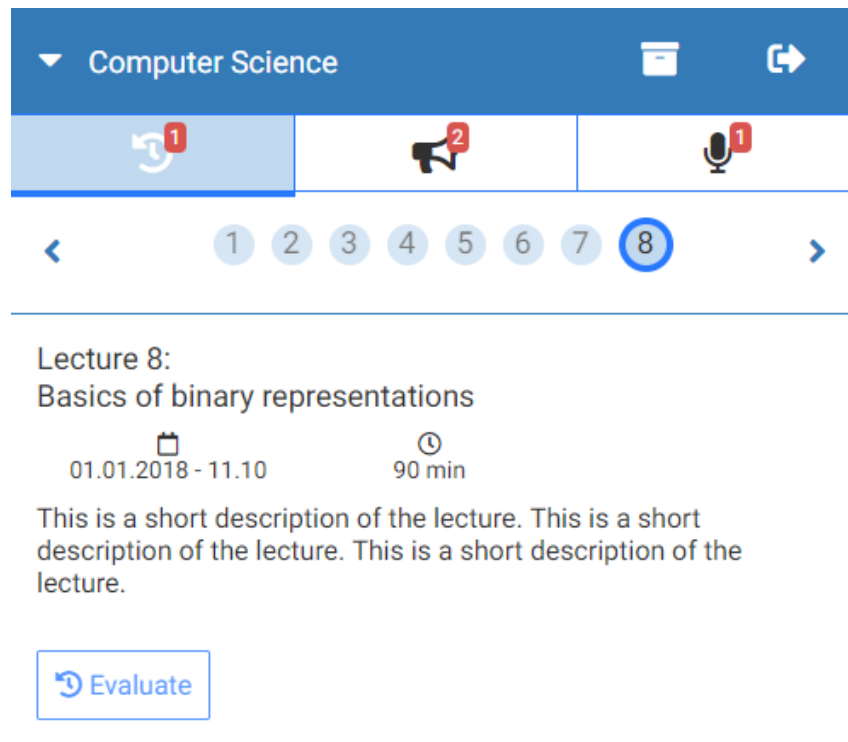 Computer Science
1
2
1
1 2 3 4 5 6 7 8
Lecture 8:
Basics of binary representations
01.01.2018 - 11.10
90 min
This is a short description of the lecture. This is a short
description of the lecture. This is a short description of the
lecture.
Evaluate